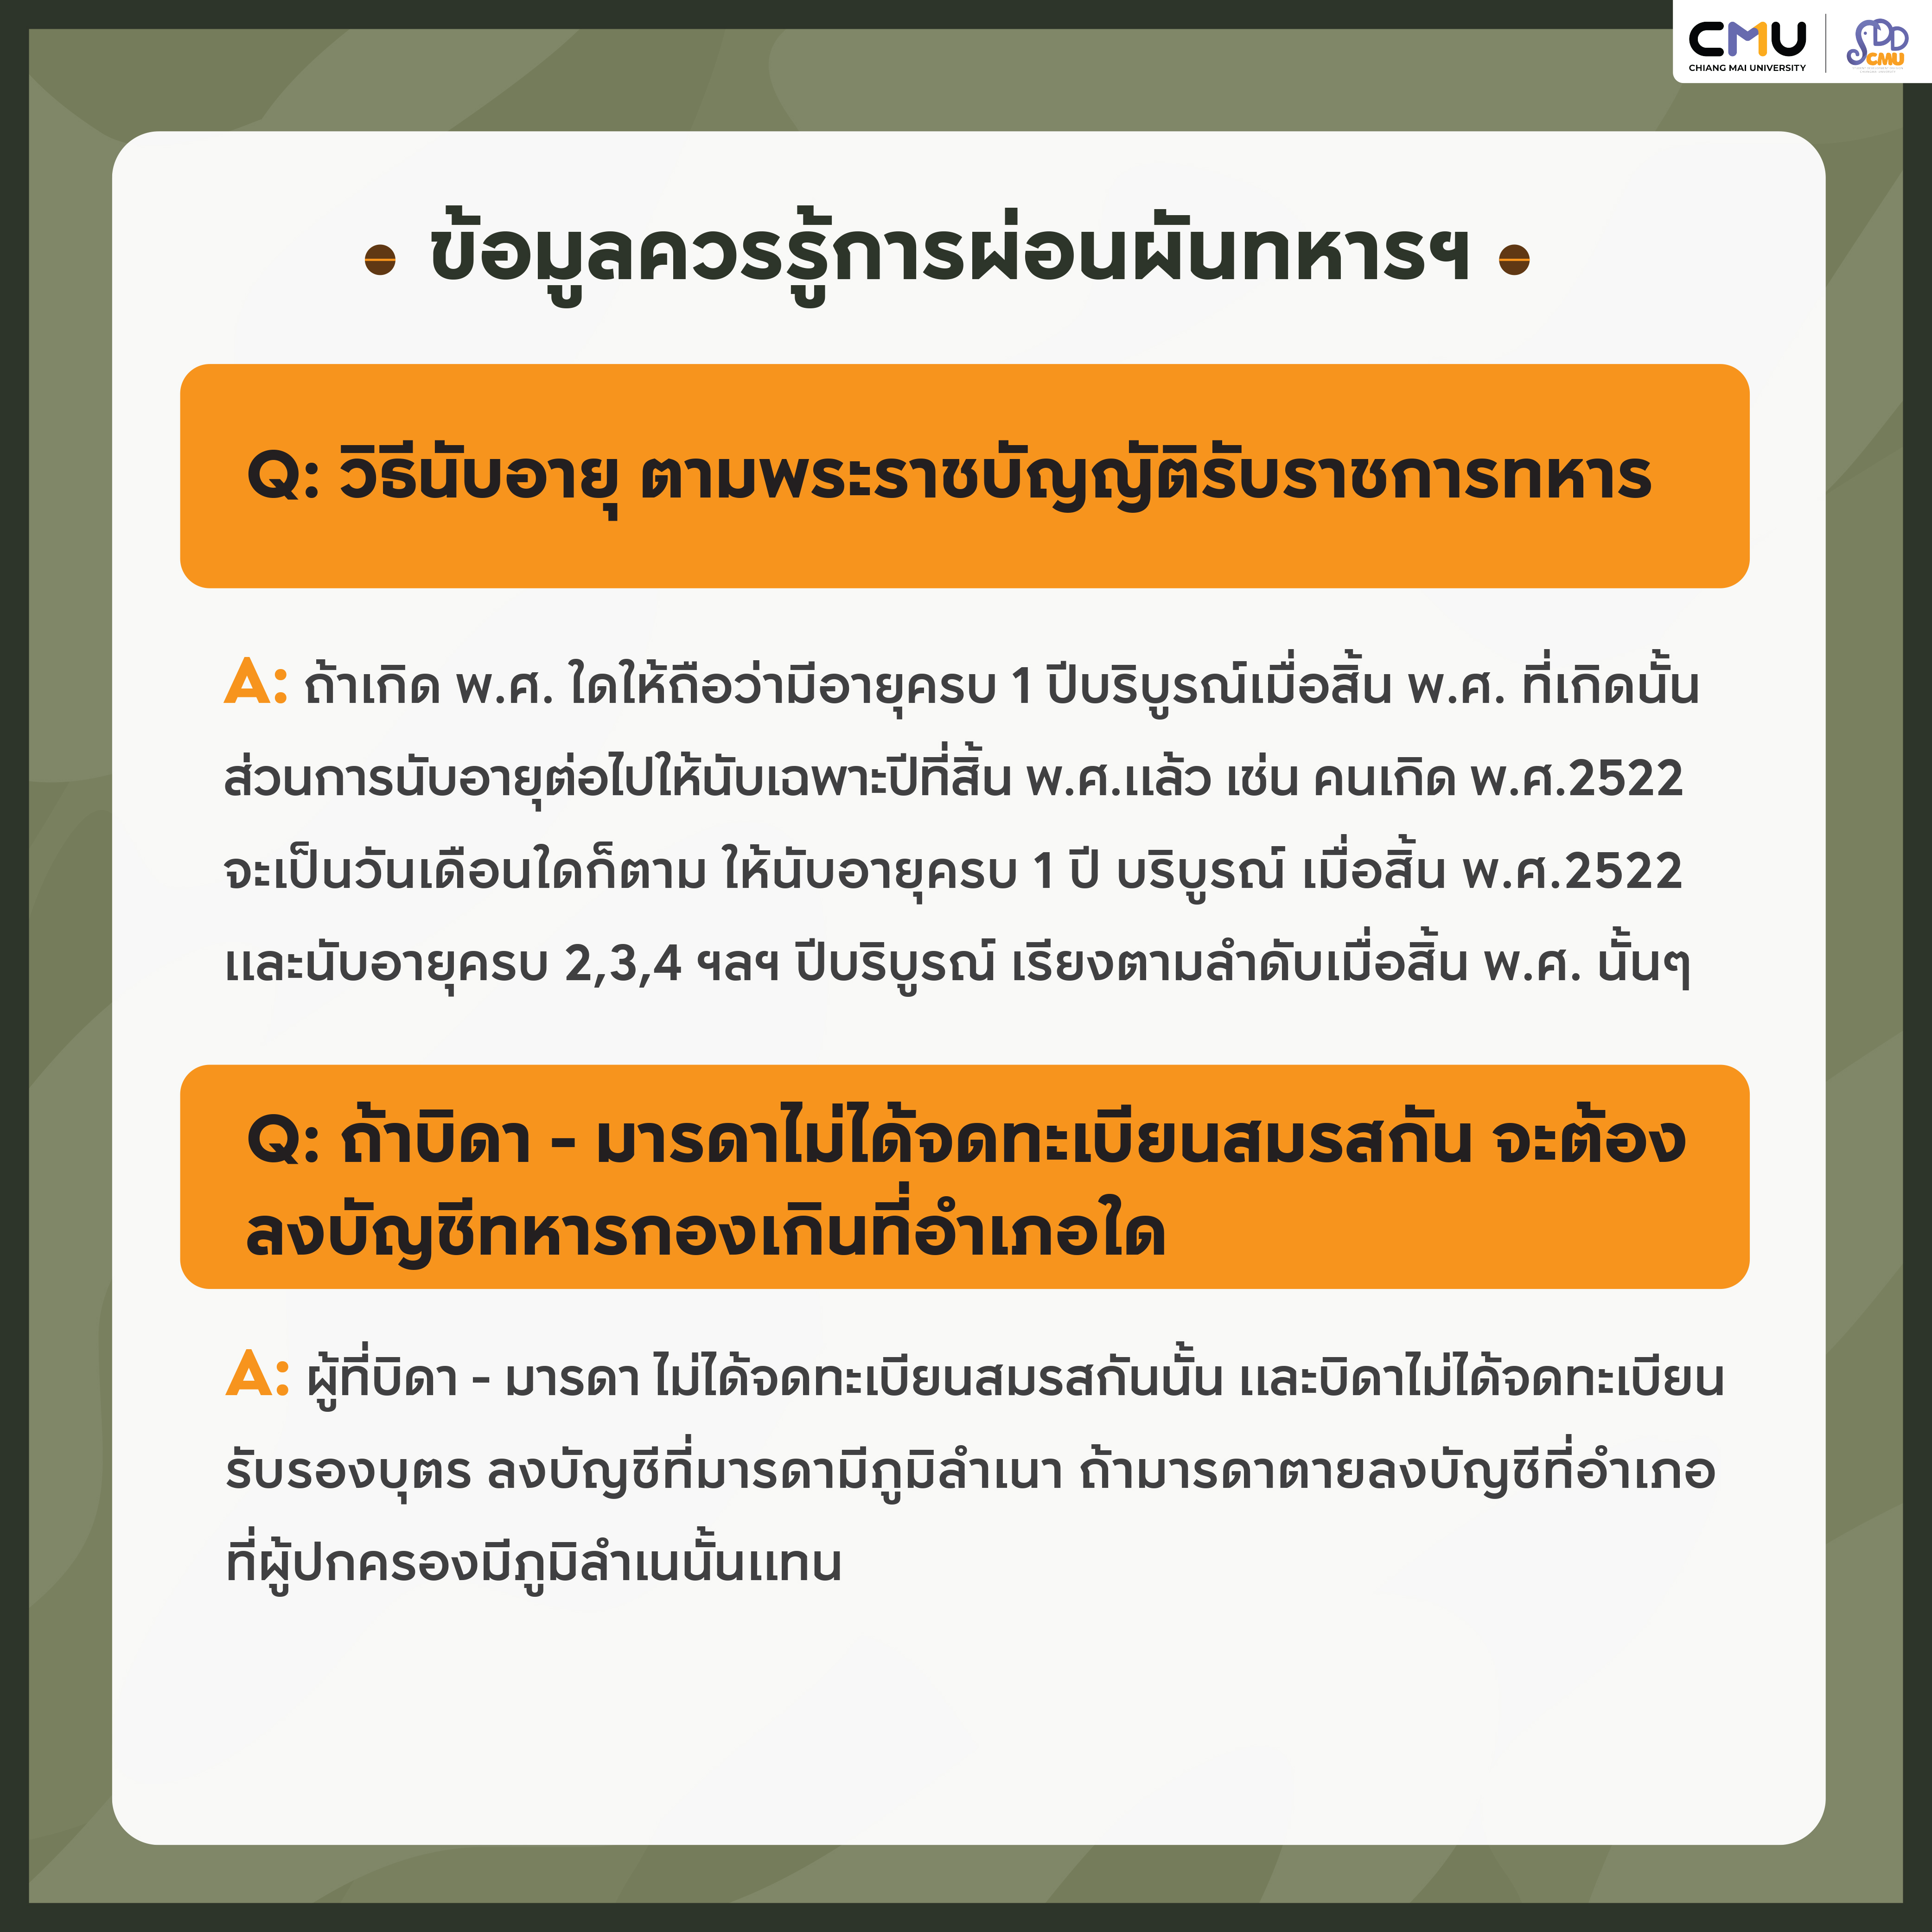 CMU
CHIANG MAI UNIVERSITY
SDD
CMU
ข้อมูลควรรู้การผ่อนผันทหารฯ
Q: วิธีนับอายุ ตามพระราชบัญญัติรับราชการทหาร
A: ถ้าเกิด พ.ศ. ใดให้ถือว่ามีอายุครบ 1 ปีบริบูรณ์เมื่อสิ้น พ.ศ. ที่เกิดนั้น
ส่วนการนับอายุต่อไปให้นับเฉพาะปีที่สิ้น พ.ศ.แล้ว เช่น คนเกิด พ.ศ.2522
จะเป็นวันเดือนใดก็ตาม ให้นับอายุครบ 1 ปี บริบูรณ์ เมื่อสิ้น พ.ศ.2522
และนับอายุครบ 2,3,4 ฯลฯ ปีบริบูรณ์ เรียงตามลำดับเมื่อสิ้น พ.ศ. นั้นๆ
Q: ถ้าบิดา - มารดาไม่ได้จดทะเบียนสมรสกัน จะต้อง
ลงบัญชีทหารกองเกินที่อำเภอใด
A: ผู้ที่บิดา - มารดา ไม่ได้จดทะเบียนสมรสกันนั้น และบิดาไม่ได้จดทะเบียน
รับรองบุตร ลงบัญชีที่มารดามีภูมิลำเนา ถ้ามารดาตายลงบัญชีที่อำเภอ
ที่ผู้ปกครองมีภูมิลำเนนั้นแทน